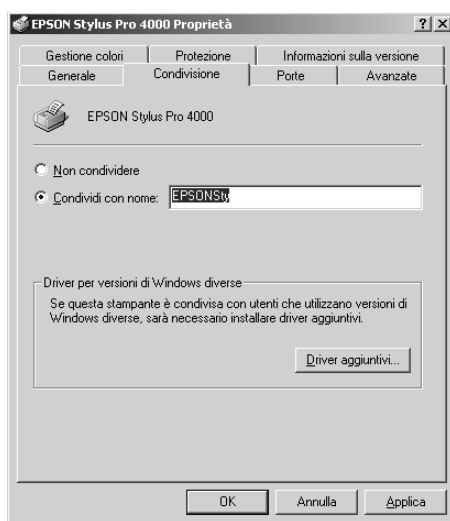 EPSON Stylus Pro 4000 Proprietà
Gestione colori Protezione Informazioni sulla versione
Generale Condivisione Porte Avanzate
EPSON Stylus Pro 4000
Non condividere
Condividi con nome: EPSONSty
Driver per versioni di Windows diverse
Se questa stampante è condivisa con utenti che utilizzano versioni di
Windows diverse, sarà necessario installare driver aggiuntivi.
Driver aggiuntivi...
OK Annulla Applica